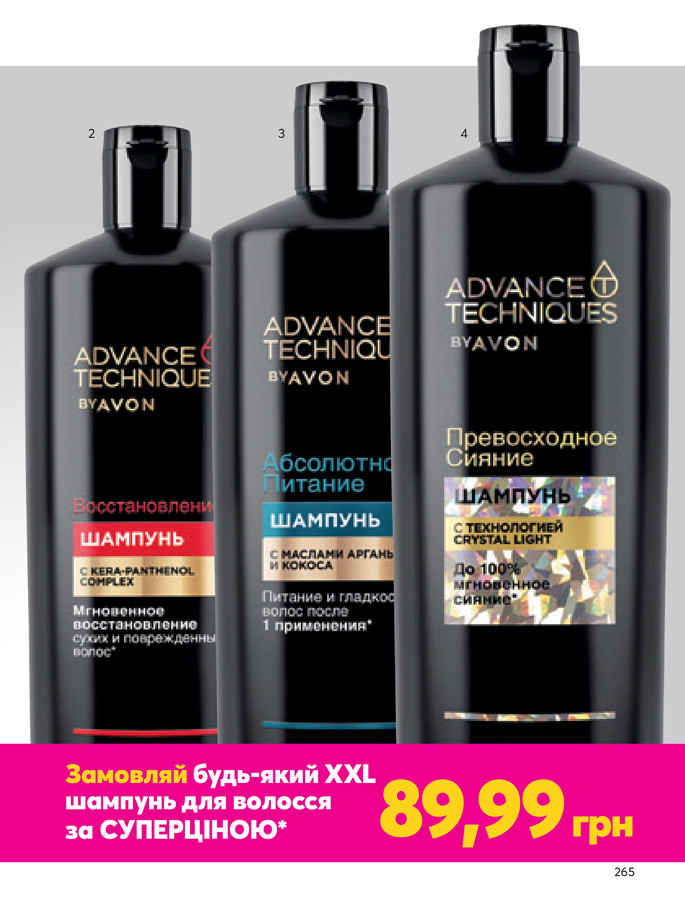 2
3
4
ADVANCE
TECHNIQUE
BY AVON
Восстановлени
ШАМПУНЬ
С KERA-PANTHENOL
COMPLEX
Мгновенное
восстановление
сухих и поврежденны
волос*
ADVANCE
TECHNIQU
BY AVON
Абсолютно
Питание
ШАМПУНЬ
С МАСЛАМИ АРГАНЫ
И КОКОСА
Питание и гладкос
волос после
1 применения*
ADVANCE T
TECHNIQUES
BY AVON
Превосходное
Сияние
ШАМПУНЬ
С ТЕХНОЛОГИЕЙ
CRYSTAL LIGHT
До 100%
мгновенное
сияние*
Замовляй будь-який XXL
шампунь для волосся
за СУПЕРЦІНОЮ*
89,99 грн
265